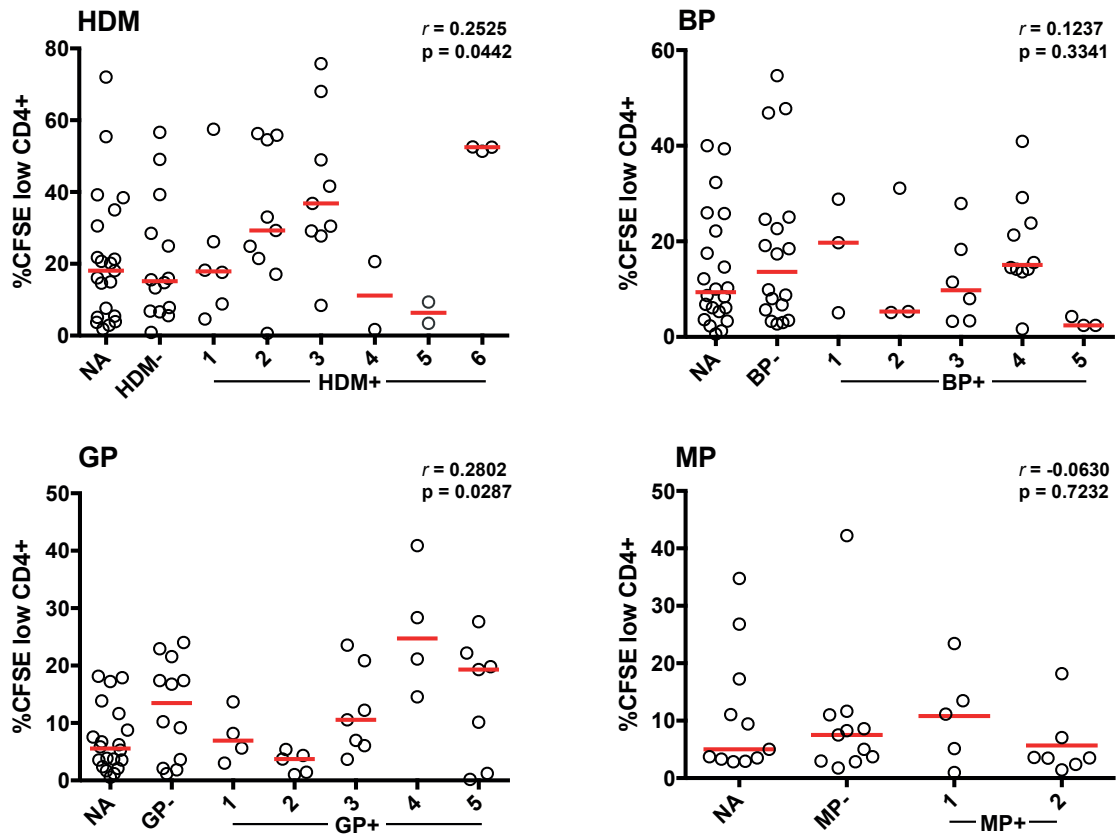 HDM
r = 0.2525
p = 0.0442
%CFSE low CD4+
80
60
40
20
0
NA
HDM-
1
2
3
4
5
6
HDM+
BP
r = 0.1237
p = 0.3341
%CFSE low CD4+
60
40
20
0
NA
BP-
1
2
3
4
5
BP+
GP
r = 0.2802
p = 0.0287
%CFSE low CD4+
50
40
30
20
10
0
NA
GP-
1
2
3
4
5
GP+
MP
r = -0.0630
p = 0.7232
%CFSE low CD4+
50
40
30
20
10
0
NA
MP-
1
2
MP+